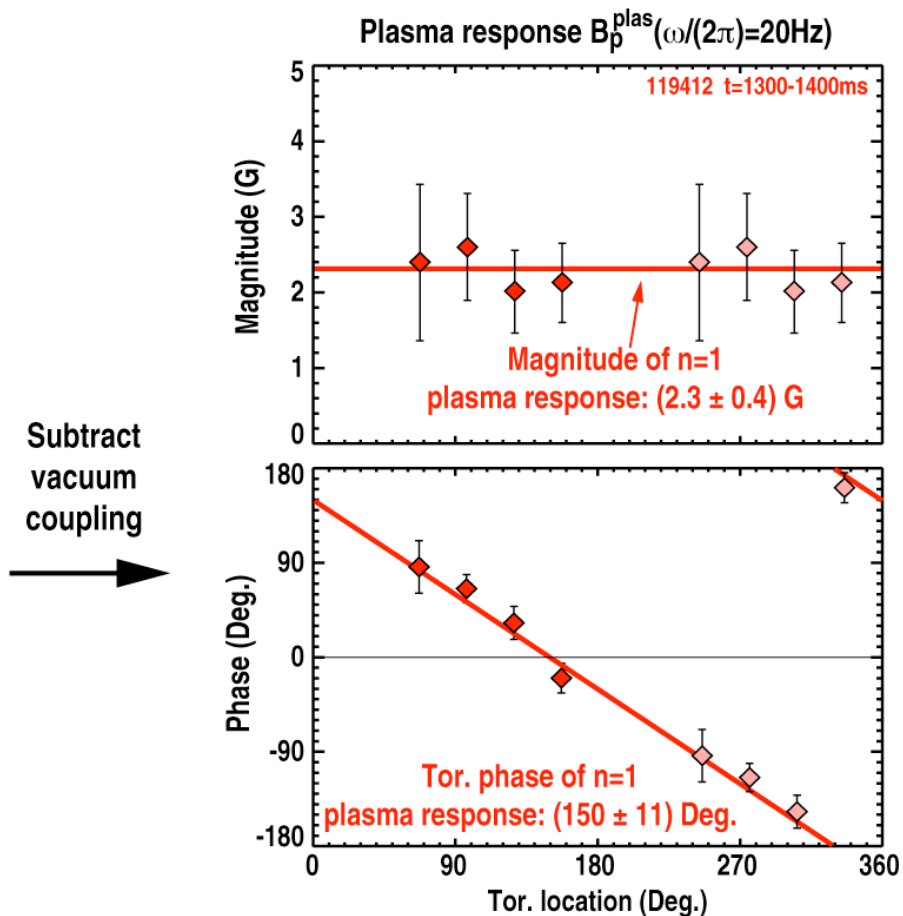 Plasma response B_p^plas(ω/(2π)=20Hz)
5
119412 t=1300-1400ms
4
Magnitude (G)
3
2
Magnitude of n=1
1
plasma response: (2.3 ± 0.4) G
0
Subtract
vacuum
coupling
180
90
Phase (Deg.)
0
-90
Tor. phase of n=1
plasma response: (150 ± 11) Deg.
-180
0 90 180 270 360
Tor. location (Deg.)